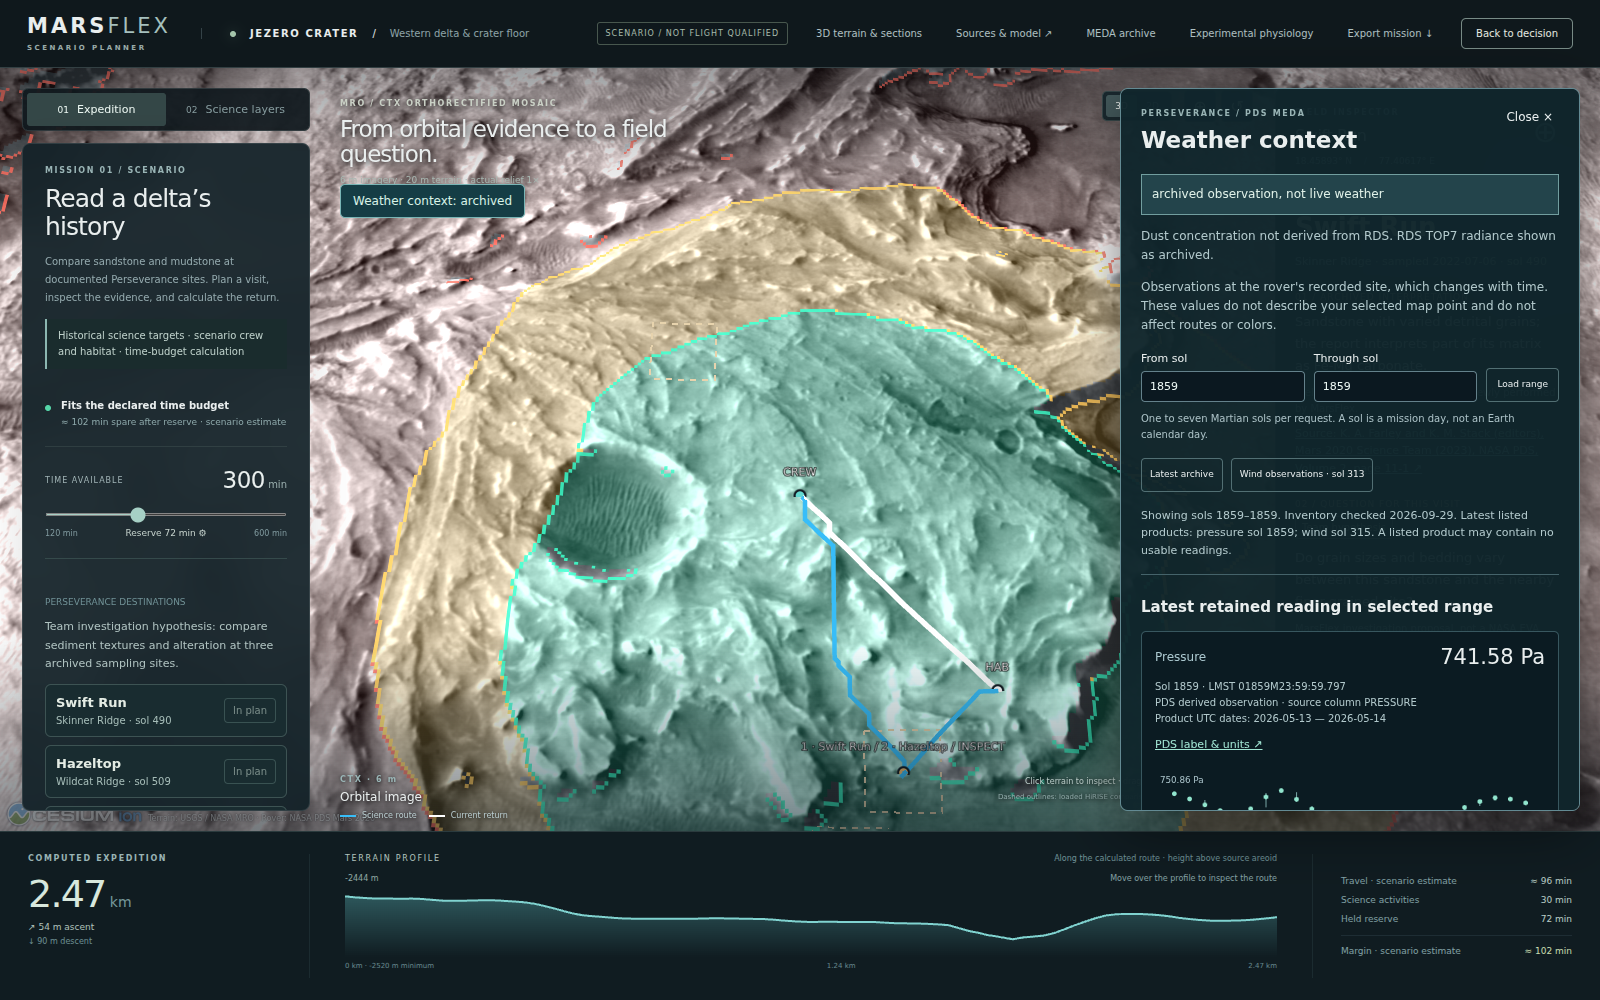 MARSFLEX
SCENARIO PLANNER
JEZERO CRATER / Western delta & crater floor
SCENARIO / NOT FLIGHT QUALIFIED
3D terrain & sections
Sources & model ↗
MEDA archive
Experimental physiology
Export mission ↓
Back to decision
01 Expedition
02 Science layers
MISSION 01 / SCENARIO
Read a delta’s
history
Compare sandstone and mudstone at
documented Perseverance sites. Plan a visit,
inspect the evidence, and calculate the return.
Historical science targets · scenario crew
and habitat · time-budget calculation
Fits the declared time budget
≈ 102 min spare after reserve · scenario estimate
TIME AVAILABLE 300 min
120 min Reserve 72 min ⚙ 600 min
PERSEVERANCE DESTINATIONS
Team investigation hypothesis: compare
sediment textures and alteration at three
archived sampling sites.
Swift Run
Skinner Ridge · sol 490
In plan
Hazeltop
Wildcat Ridge · sol 509
In plan
MRO / CTX ORTHORECTIFIED MOSAIC
From orbital evidence to a field
question.
Weather context: archived
CREW
HAB
1 · Swift Run / 2 · Hazeltop / INSPECT
CTX · 6 m
Orbital image
Science route
Current return
Click terrain to inspect
Dashed outlines: loaded HiRISE
CESIUM ion
PERSEVERANCE / PDS MEDA
Close ×
Weather context
archived observation, not live weather
Dust concentration not derived from RDS. RDS TOP7 radiance shown
as archived.
Observations at the rover's recorded site, which changes with time.
These values do not describe your selected map point and do not
affect routes or colors.
From sol
Through sol
1859
1859
Load range
One to seven Martian sols per request. A sol is a mission day, not an Earth
calendar day.
Latest archive
Wind observations · sol 313
Showing sols 1859–1859. Inventory checked 2026-09-29. Latest listed
products: pressure sol 1859; wind sol 315. A listed product may contain no
usable readings.
Latest retained reading in selected range
Pressure 741.58 Pa
Sol 1859 · LMST 01859M23:59:59.797
PDS derived observation · source column PRESSURE
Product UTC dates: 2026-05-13 — 2026-05-14
PDS label & units ↗
750.86 Pa
COMPUTED EXPEDITION
2.47 km
↗ 54 m ascent
↓ 90 m descent
TERRAIN PROFILE
Along the calculated route · height above source areoid
-2444 m
Move over the profile to inspect the route
0 km · -2520 m minimum
1.24 km
2.47 km
Travel · scenario estimate ≈ 96 min
Science activities 30 min
Held reserve 72 min
Margin · scenario estimate ≈ 102 min